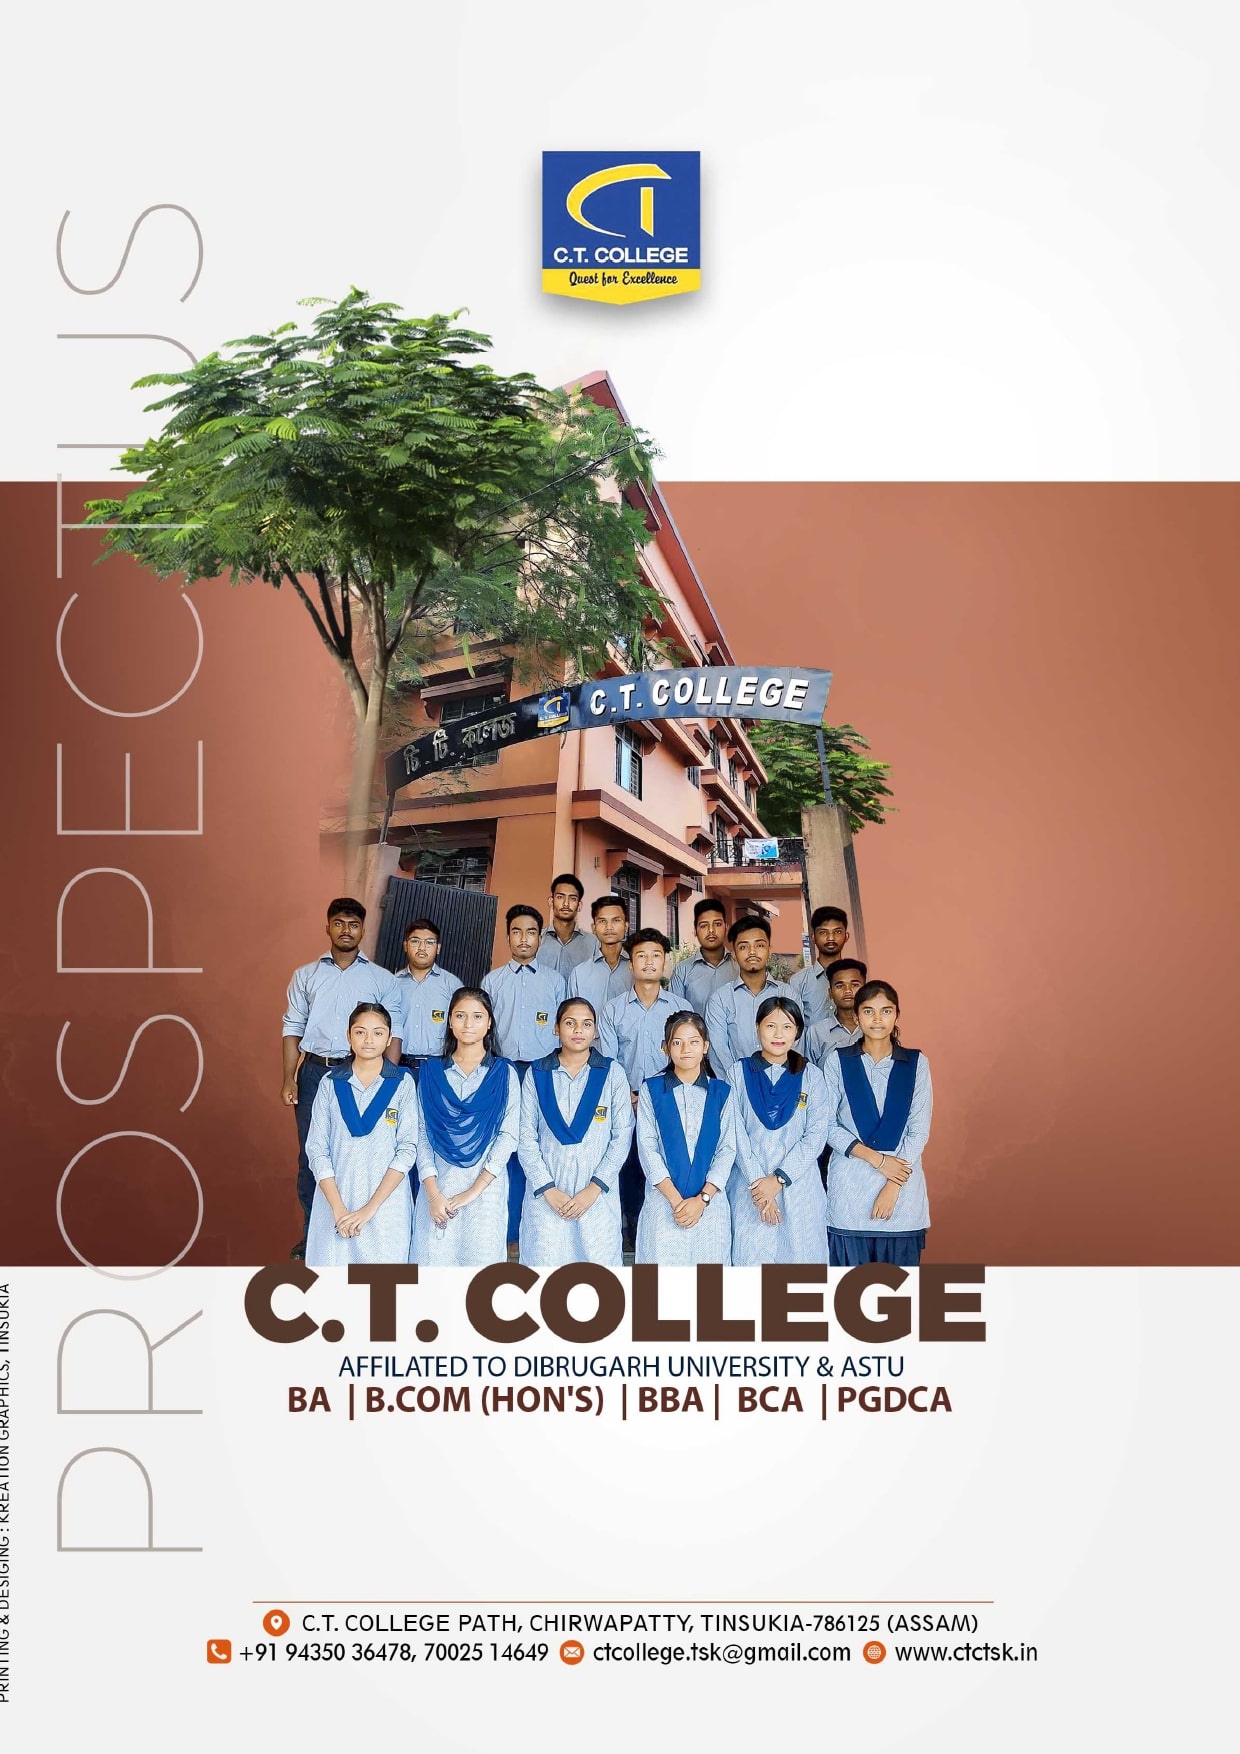 C.T. COLLEGE
Quest for Excellence
PROSPECTUS
চি. টি. কলেজ
C.T. COLLEGE
C.T. COLLEGE
C.T. COLLEGE
AFFILATED TO DIBRUGARH UNIVERSITY & ASTU
BA | B.COM (HON'S) | BBA | BCA | PGDCA
C.T. COLLEGE PATH, CHIRWAPATTY, TINSUKIA-786125 (ASSAM)
+91 94350 36478, 70025 14649 ctcollege.tsk@gmail.com www.ctctsk.in
PRINTING & DESIGING : KREATION GRAPHICS, TINSUKIA